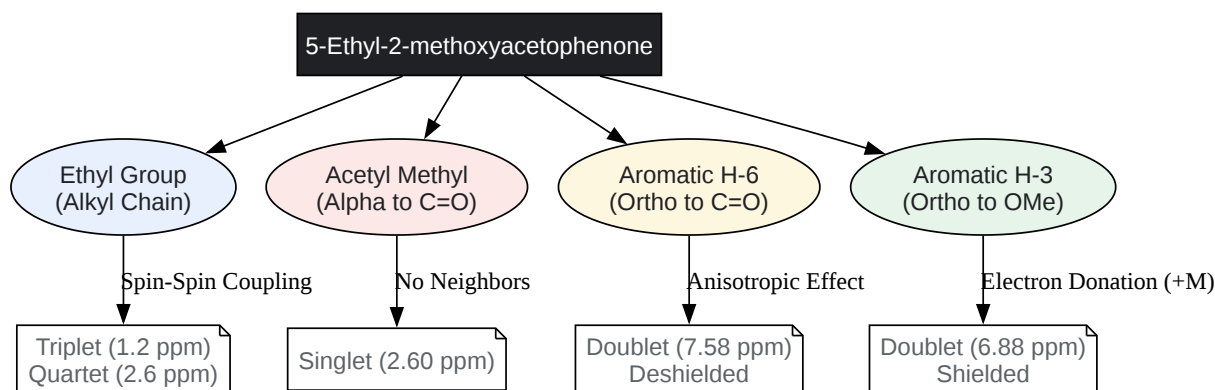 5-Ethyl-2-methoxyacetophenone
Ethyl Group
(Alkyl Chain)
Acetyl Methyl
(Alpha to C=O)
Aromatic H-6
(Ortho to C=O)
Aromatic H-3
(Ortho to OMe)
Spin-Spin Coupling
No Neighbors
Anisotropic Effect
Electron Donation (+M)
Triplet (1.2 ppm)
Quartet (2.6 ppm)
Singlet (2.60 ppm)
Doublet (7.58 ppm)
Deshielded
Doublet (6.88 ppm)
Shielded